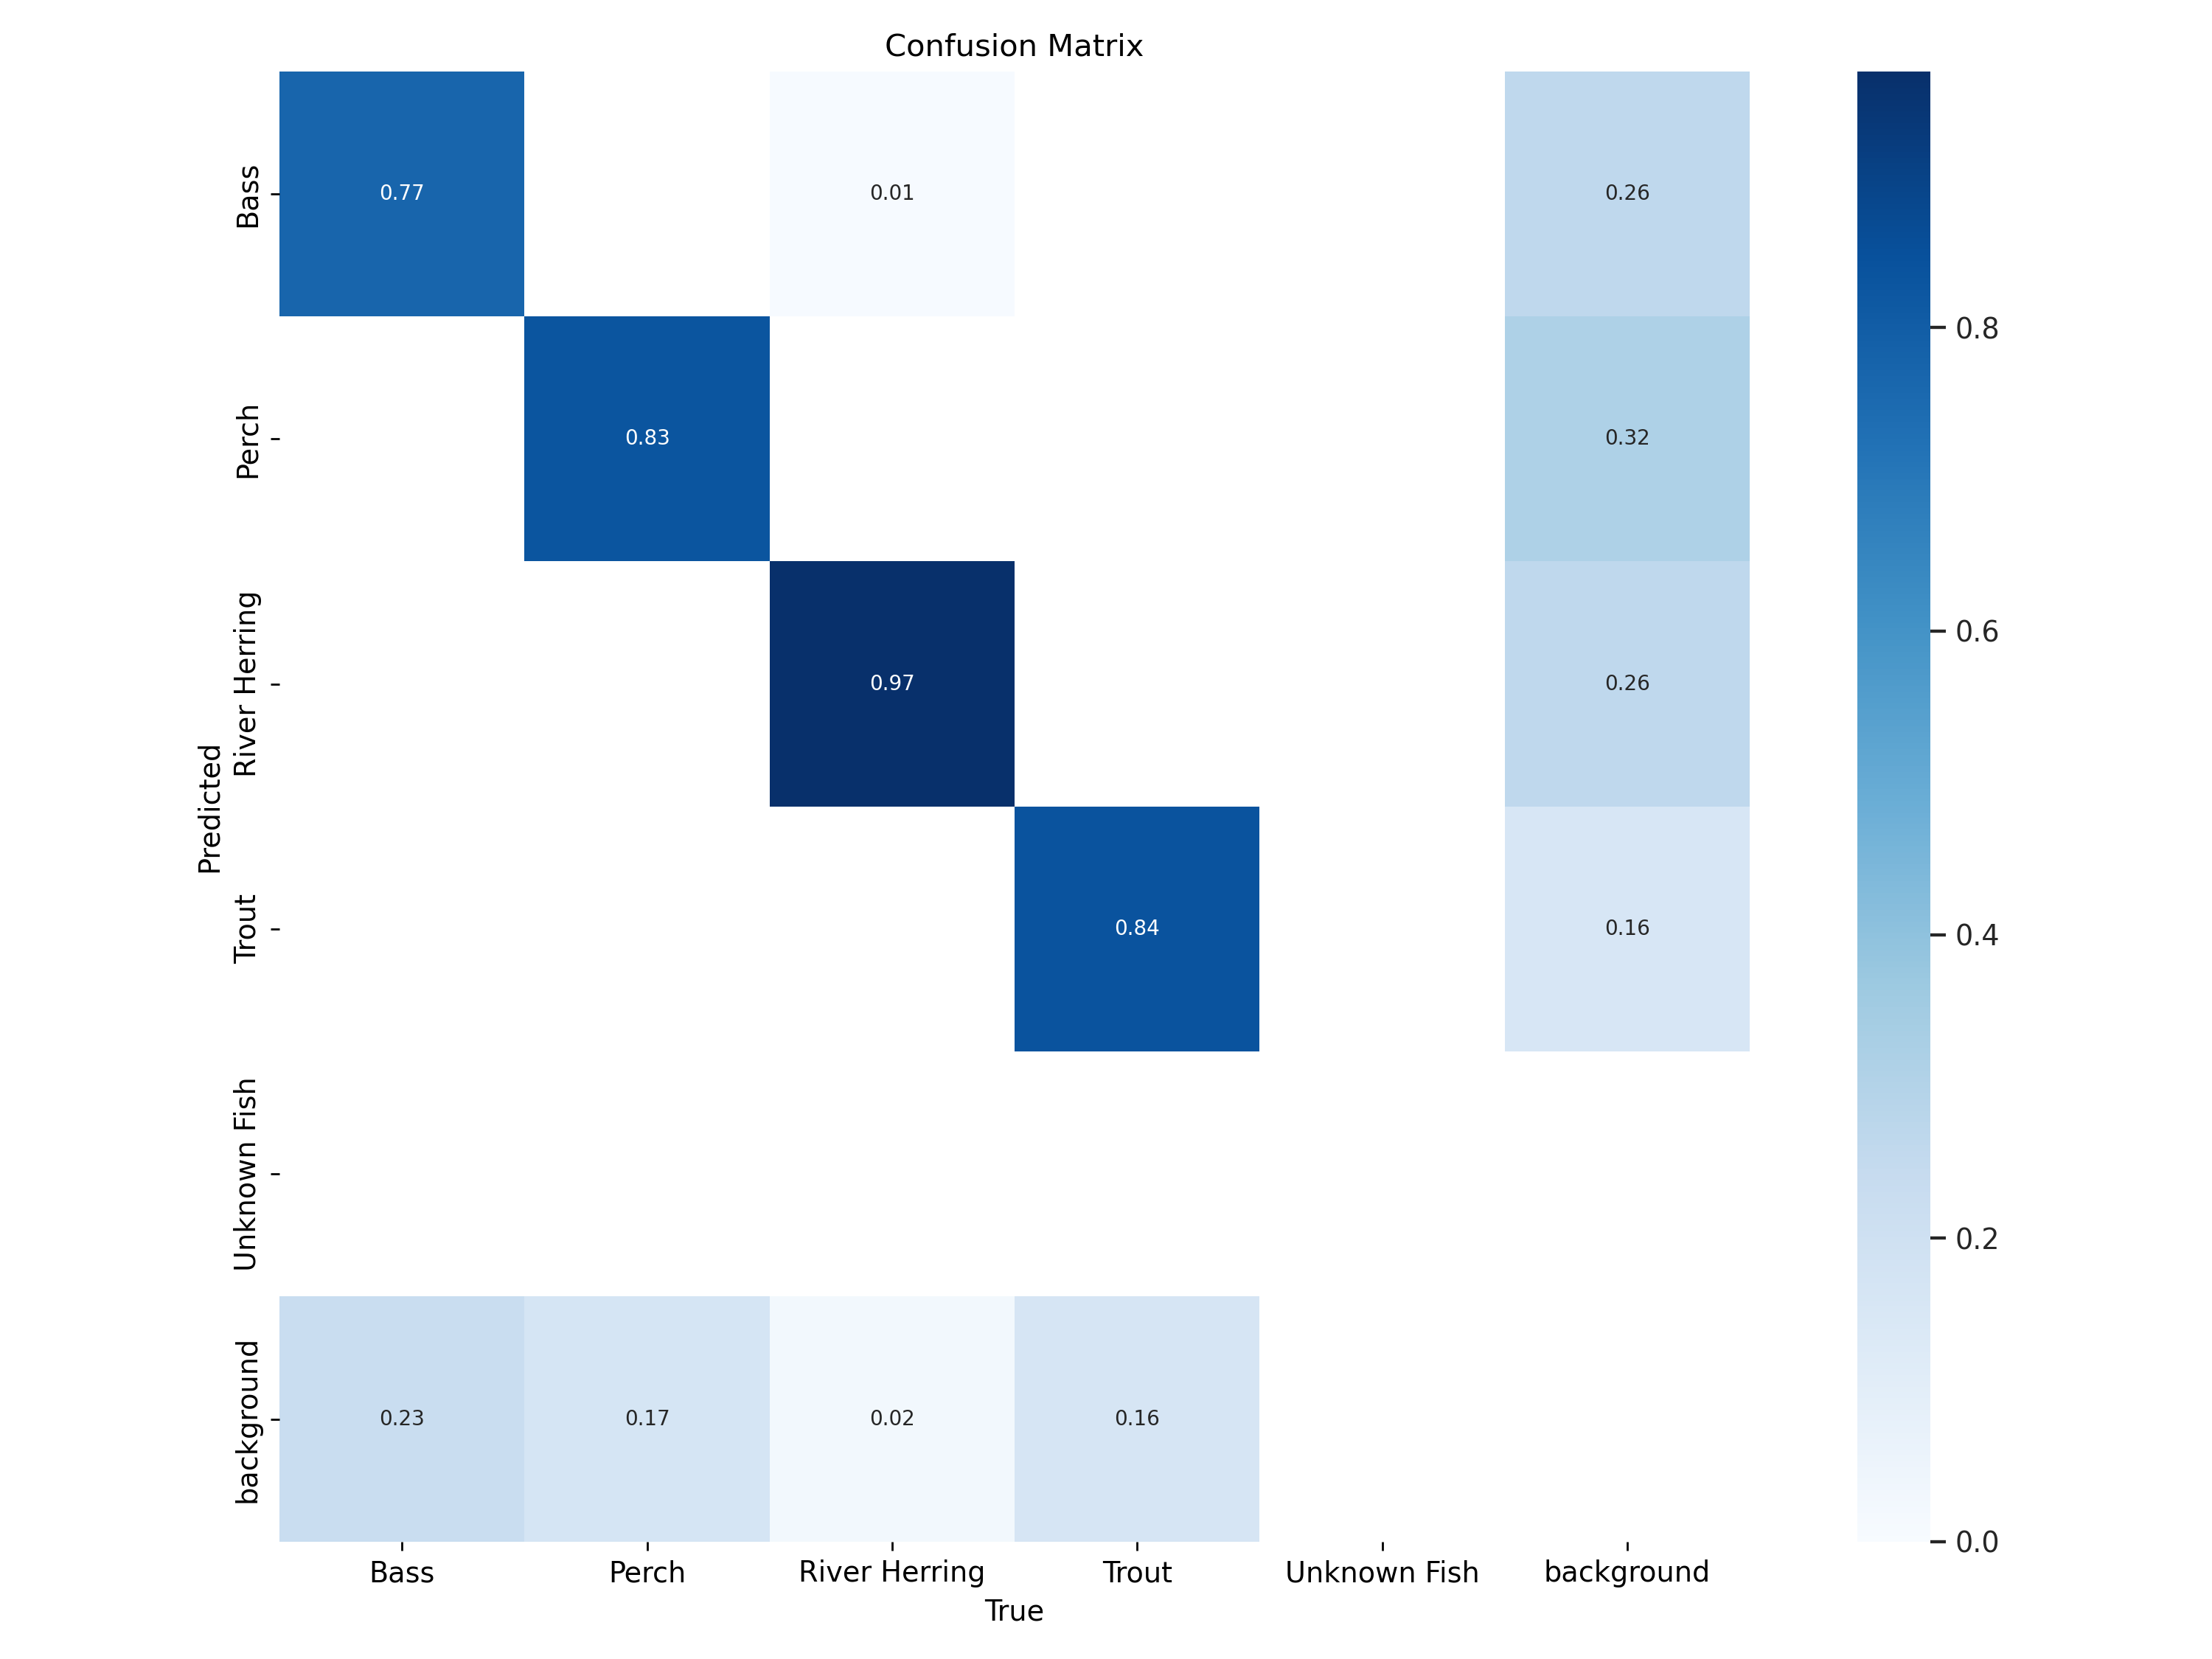 Confusion Matrix
Bass
0.77
0.01
0.26
0.8
Perch
0.83
0.32
0.6
River Herring
0.97
0.26
Predicted
Trout
0.84
0.16
0.4
Unknown Fish
0.2
background
0.23
0.17
0.02
0.16
0.0
Bass
Perch
River Herring
Trout
Unknown Fish
background
True